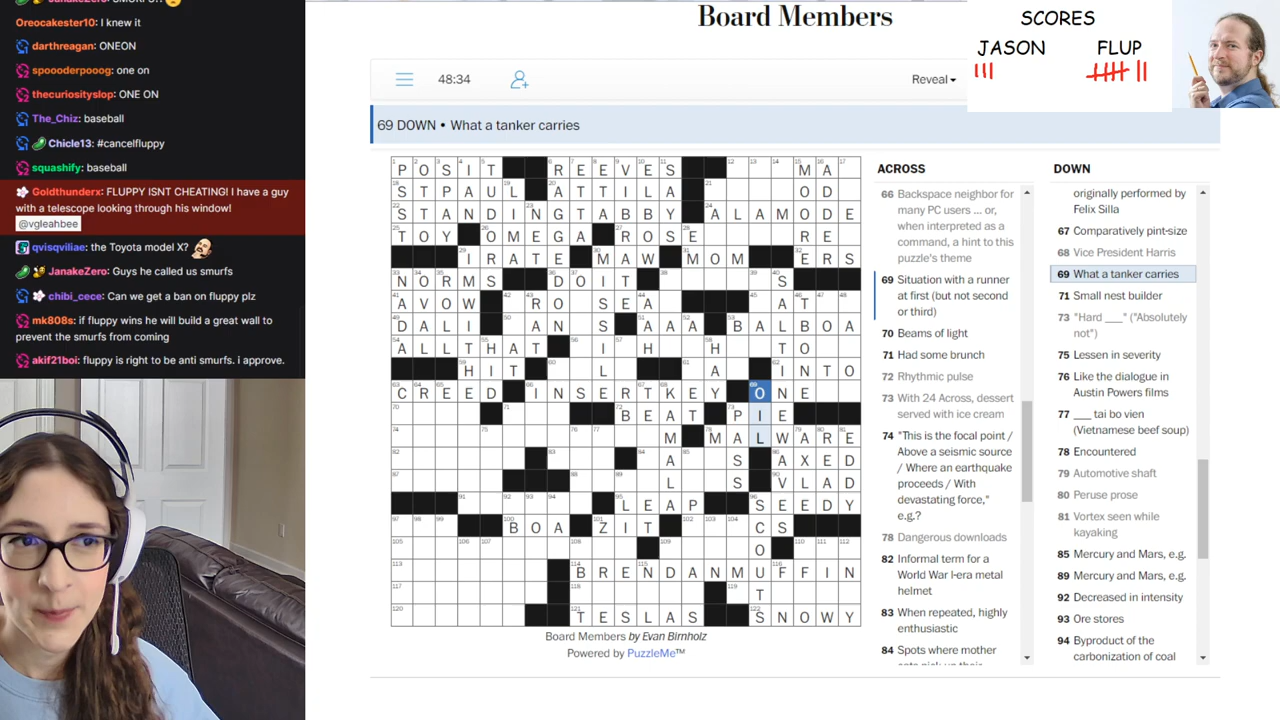 JanakeZero: SMURFS??
Oreocakester10: I knew it
darthreagan: ONEON
spoooderpooog: one on
thecuriosityslop: ONE ON
The_Chiz: baseball
Chicle13: #cancelfluppy
squashify: baseball
Goldthunderx: FLUPPY ISNT CHEATING! I have a guy
with a telescope looking through his window!
@vgleahbee
qvisqviliae: the Toyota model X?
JanakeZero: Guys he called us smurfs
chibi_cece: Can we get a ban on fluppy plz
mk808s: if fluppy wins he will build a great wall to
prevent the smurfs from coming
akif21boi: fluppy is right to be anti smurfs. i approve.
Board Members
SCORES
JASON FLUP
48:34
Reveal
69 DOWN • What a tanker carries
POSIT REEVES MA
STPAUL ATTILA OD
STANDINGTABBY ALAMODE
TOY OMEGA ROSE RE
IRATE MAW MOM ERS
NORMS DOIT S
AVOW RO SEA AT
DALI AN S AAA BALBOA
ALLTHAT I H H TO
HIT L A INTO
CREED INSERTKEY ONE
BEAT PIE
M MALWARE
A S AXED
L S VLAD
LEAP SEEDY
BOA ZIT CS
O
BRENDANMUFFIN
T
TESLAS SNOWY
Board Members by Evan Birnholz
Powered by PuzzleMe™
ACROSS
66 Backspace neighbor for
many PC users ... or,
when interpreted as
a command, a hint to this
puzzle's theme
69 Situation with a runner
at first (but not second
or third)
70 Beams of light
71 Had some brunch
72 Rhythmic pulse
73 With 24 Across, dessert
served with ice cream
74 "This is the focal point /
Above a seismic source
/ Where an earthquake
proceeds / With
devastating force,"
e.g.?
78 Dangerous downloads
82 Informal term for a
World War I-era metal
helmet
83 When repeated, highly
enthusiastic
84 Spots where mother
DOWN
originally performed by
Felix Silla
67 Comparatively pint-size
68 Vice President Harris
69 What a tanker carries
71 Small nest builder
73 "Hard ___" ("Absolutely
not")
75 Lessen in severity
76 Like the dialogue in
Austin Powers films
77 ___ tai bo vien
(Vietnamese beef soup)
78 Encountered
79 Automotive shaft
80 Peruse prose
81 Vortex seen while
kayaking
85 Mercury and Mars, e.g.
89 Mercury and Mars, e.g.
92 Decreased in intensity
93 Ore stores
94 Byproduct of the
carbonization of coal